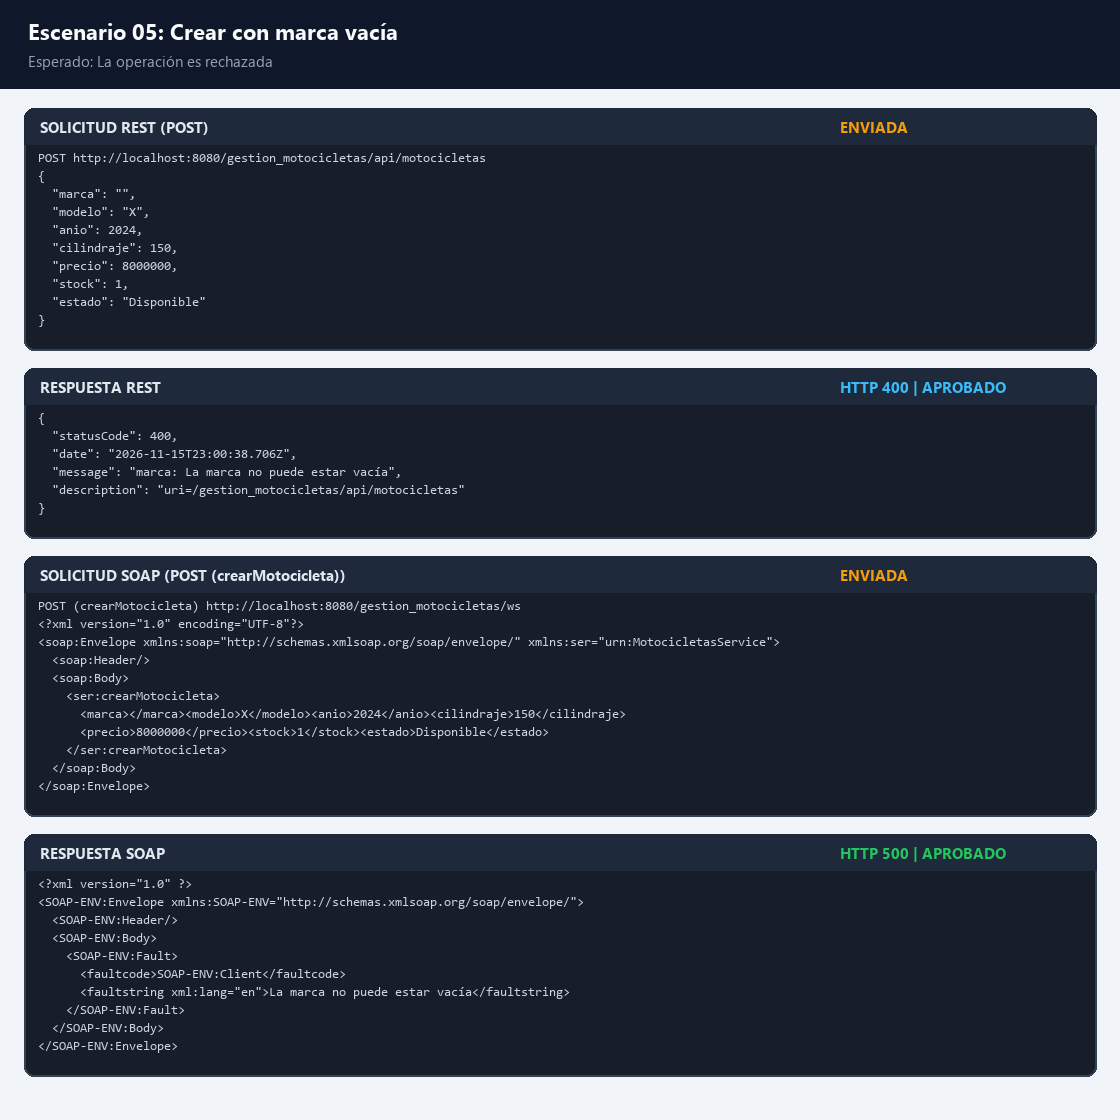 Escenario 05: Crear con marca vacía
Esperado: La operación es rechazada
SOLICITUD REST (POST)
ENVIADA
POST http://localhost:8080/gestion_motocicletas/api/motocicletas
{
  "marca": "",
  "modelo": "X",
  "anio": 2024,
  "cilindraje": 150,
  "precio": 8000000,
  "stock": 1,
  "estado": "Disponible"
}
RESPUESTA REST
HTTP 400 | APROBADO
{
  "statusCode": 400,
  "date": "2026-11-15T23:00:38.706Z",
  "message": "marca: La marca no puede estar vacía",
  "description": "uri=/gestion_motocicletas/api/motocicletas"
}
SOLICITUD SOAP (POST (crearMotocicleta))
ENVIADA
POST (crearMotocicleta) http://localhost:8080/gestion_motocicletas/ws
<?xml version="1.0" encoding="UTF-8"?>
<soap:Envelope xmlns:soap="http://schemas.xmlsoap.org/soap/envelope/" xmlns:ser="urn:MotocicletasService">
  <soap:Header/>
  <soap:Body>
    <ser:crearMotocicleta>
      <marca></marca><modelo>X</modelo><anio>2024</anio><cilindraje>150</cilindraje>
      <precio>8000000</precio><stock>1</stock><estado>Disponible</estado>
    </ser:crearMotocicleta>
  </soap:Body>
</soap:Envelope>
RESPUESTA SOAP
HTTP 500 | APROBADO
<?xml version="1.0" ?>
<SOAP-ENV:Envelope xmlns:SOAP-ENV="http://schemas.xmlsoap.org/soap/envelope/">
  <SOAP-ENV:Header/>
  <SOAP-ENV:Body>
    <SOAP-ENV:Fault>
      <faultcode>SOAP-ENV:Client</faultcode>
      <faultstring xml:lang="en">La marca no puede estar vacía</faultstring>
    </SOAP-ENV:Fault>
  </SOAP-ENV:Body>
</SOAP-ENV:Envelope>